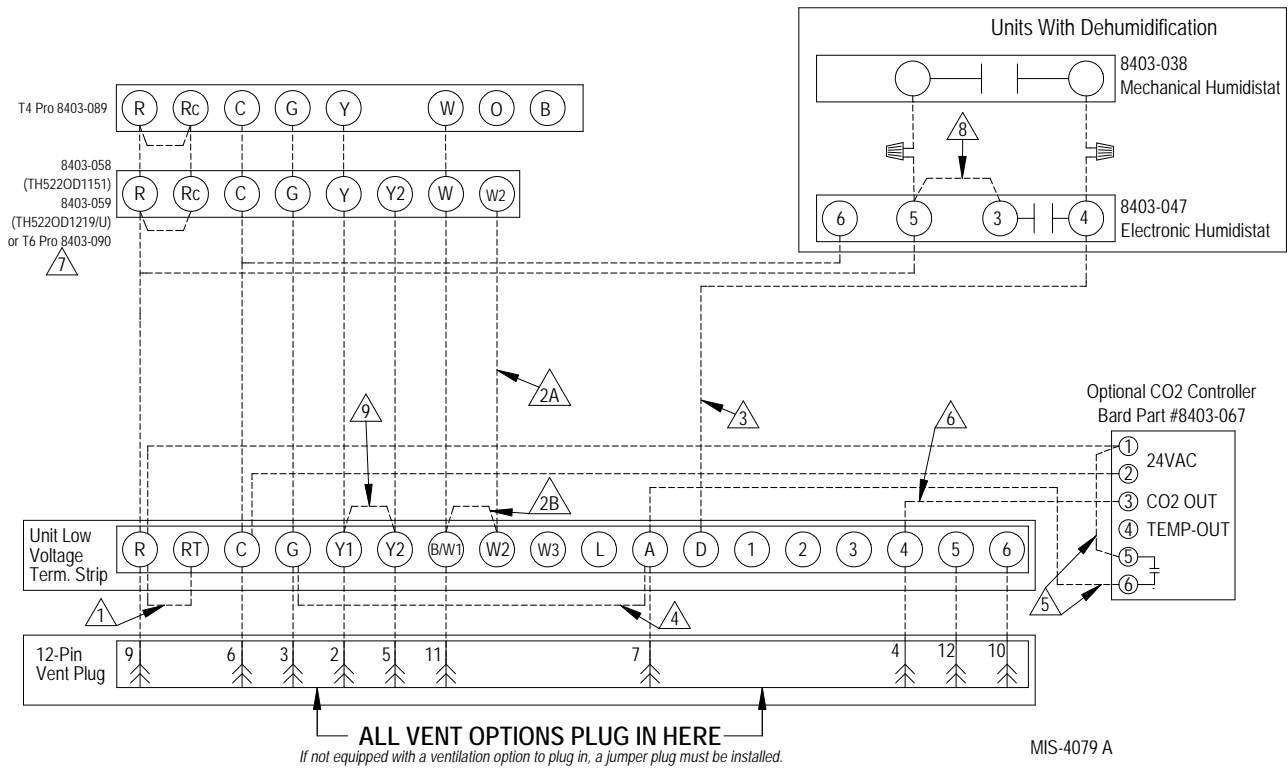 Units With Dehumidification
8403-038
Mechanical Humidistat
T4 Pro 8403-089
R Rc C G Y W O B
8
8403-058
(TH522OD1151)
8403-059
(TH522OD1219/U)
or T6 Pro 8403-090
7
R Rc C G Y Y2 W W2
6 5 3 4
8403-047
Electronic Humidistat
2A
9
3
6
Optional CO2 Controller
Bard Part #8403-067
1
24VAC
2
3 CO2 OUT
4 TEMP-OUT
5
6
2B
5
Unit Low
Voltage
Term. Strip
R RT C G Y1 Y2 B/W1 W2 W3 L A D 1 2 3 4 5 6
1
4
12-Pin
Vent Plug
9 6 3 2 5 11 7 4 12 10
ALL VENT OPTIONS PLUG IN HERE
If not equipped with a ventilation option to plug in, a jumper plug must be installed.
MIS-4079 A